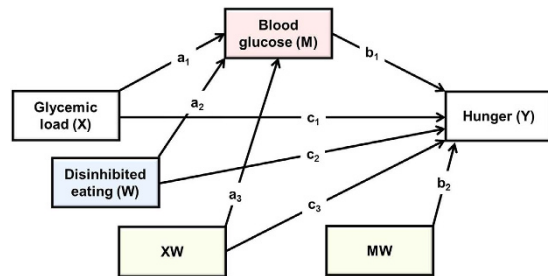 Blood
glucose (M)
a1
b1
a2
Glycemic
load (X)
c1
Hunger (Y)
c2
Disinhibited
eating (W)
a3
c3
b2
XW
MW